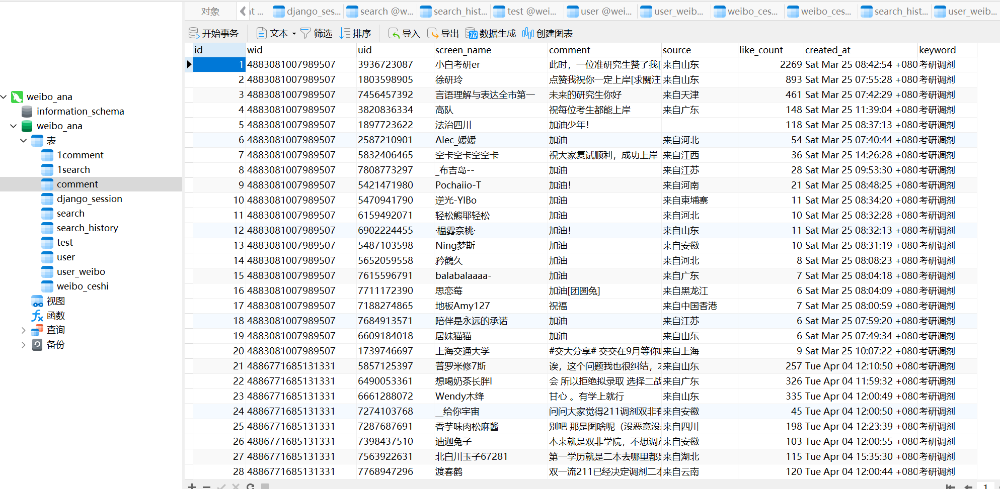 对象
nt ...
django_ses...
search @w...
search_hist...
test @wei...
user @wei...
user_weib...
weibo_ces...
weibo_ces...
search_hist...
user_weib...
开始事务 文本 筛选 排序 导入 导出 数据生成 创建图表
weibo_ana
information_schema
weibo_ana
表
1comment
1search
comment
django_session
search
search_history
test
user
user_weibo
weibo_ceshi
视图
函数
查询
备份
id wid uid screen_name comment source like_count created_at keyword
1 4883081007989507 3936723087 小白考研er 此时，一位准研究生赞了我[ 来自山东 2269 Sat Mar 25 08:42:54 +080 考研调剂
2 4883081007989507 1803598905 徐研玲 点赞我祝你一定上岸[求關注 来自山东 893 Sat Mar 25 07:55:28 +080 考研调剂
3 4883081007989507 7456457392 言语理解与表达全市第一 未来的研究生你好 来自天津 461 Sat Mar 25 07:42:29 +080 考研调剂
4 4883081007989507 3820836334 高队 祝每位考生都能上岸 来自广东 148 Sat Mar 25 11:39:04 +080 考研调剂
5 4883081007989507 1897723622 法治四川 加油少年！ 118 Sat Mar 25 08:37:13 +080 考研调剂
6 4883081007989507 2587210901 Alec_媛媛 加油 来自河北 54 Sat Mar 25 07:40:44 +080 考研调剂
7 4883081007989507 5832406465 空卡空卡空空卡 祝大家复试顺利，成功上岸 来自江西 36 Sat Mar 25 14:26:28 +080 考研调剂
8 4883081007989507 7808773297 _布吉岛-- 加油 来自江苏 28 Sat Mar 25 09:53:30 +080 考研调剂
9 4883081007989507 5421471980 Pochaiio-T 加油！ 来自河南 21 Sat Mar 25 08:48:25 +080 考研调剂
10 4883081007989507 5470941790 逆光-YIBo 加油 来自柬埔寨 11 Sat Mar 25 08:34:20 +080 考研调剂
11 4883081007989507 6159492071 轻松熊耶轻松 加油 来自河北 10 Sat Mar 25 08:32:28 +080 考研调剂
12 4883081007989507 6902224455 ·榅雾奈桃· 加油！ 来自山东 11 Sat Mar 25 08:32:13 +080 考研调剂
13 4883081007989507 5487103598 Ning梦斯 加油 来自安徽 10 Sat Mar 25 08:31:19 +080 考研调剂
14 4883081007989507 5652059558 矜鶴久 加油 来自河北 8 Sat Mar 25 08:08:23 +080 考研调剂
15 4883081007989507 7615596791 balabalaaaa- 加油 来自广东 7 Sat Mar 25 08:04:18 +080 考研调剂
16 4883081007989507 7711172390 思恋莓 加油[团圆兔] 来自黑龙江 6 Sat Mar 25 08:04:09 +080 考研调剂
17 4883081007989507 7188274865 地板Amy127 祝福 来自中国香港 7 Sat Mar 25 08:00:59 +080 考研调剂
18 4883081007989507 7684913571 陪伴是永远的承诺 加油 来自江苏 6 Sat Mar 25 07:59:20 +080 考研调剂
19 4883081007989507 6609184018 居妹猫猫 加油 来自山东 6 Sat Mar 25 07:49:34 +080 考研调剂
20 4883081007989507 1739746697 上海交通大学 #交大分享# 交交在9月等你 来自上海 9 Sat Mar 25 10:07:22 +080 考研调剂
21 4886771685131331 5857125397 普罗米修7斯 诶，这个问题我也很纠结， 来自山东 257 Tue Apr 04 12:10:50 +080 考研调剂
22 4886771685131331 6490053361 想喝奶茶长胖I 会 所以拒绝拟录取 选择二战 来自广东 326 Tue Apr 04 11:59:32 +080 考研调剂
23 4886771685131331 6661288072 Wendy木绛 甘心 。有学上就行 来自山东 335 Tue Apr 04 12:00:49 +080 考研调剂
24 4886771685131331 7274103768 __给你宇宙 问问大家觉得211调剂双非有 来自安徽 45 Tue Apr 04 12:00:50 +080 考研调剂
25 4886771685131331 7287687691 香芋味肉松麻酱 别吧 那是图啥呢（没恶意没 来自四川 198 Tue Apr 04 12:23:39 +080 考研调剂
26 4886771685131331 7398437510 迪迦兔子 本来就是双非学院，不想调剂 来自安徽 103 Tue Apr 04 12:00:55 +080 考研调剂
27 4886771685131331 7563922631 北白川玉子67281 第一学历就是二本去哪里都是 来自湖北 115 Tue Apr 04 15:35:30 +080 考研调剂
28 4886771685131331 7768947296 渡春鹤 双一流211已经决定调剂二本 来自云南 120 Tue Apr 04 12:00:44 +080 考研调剂
1